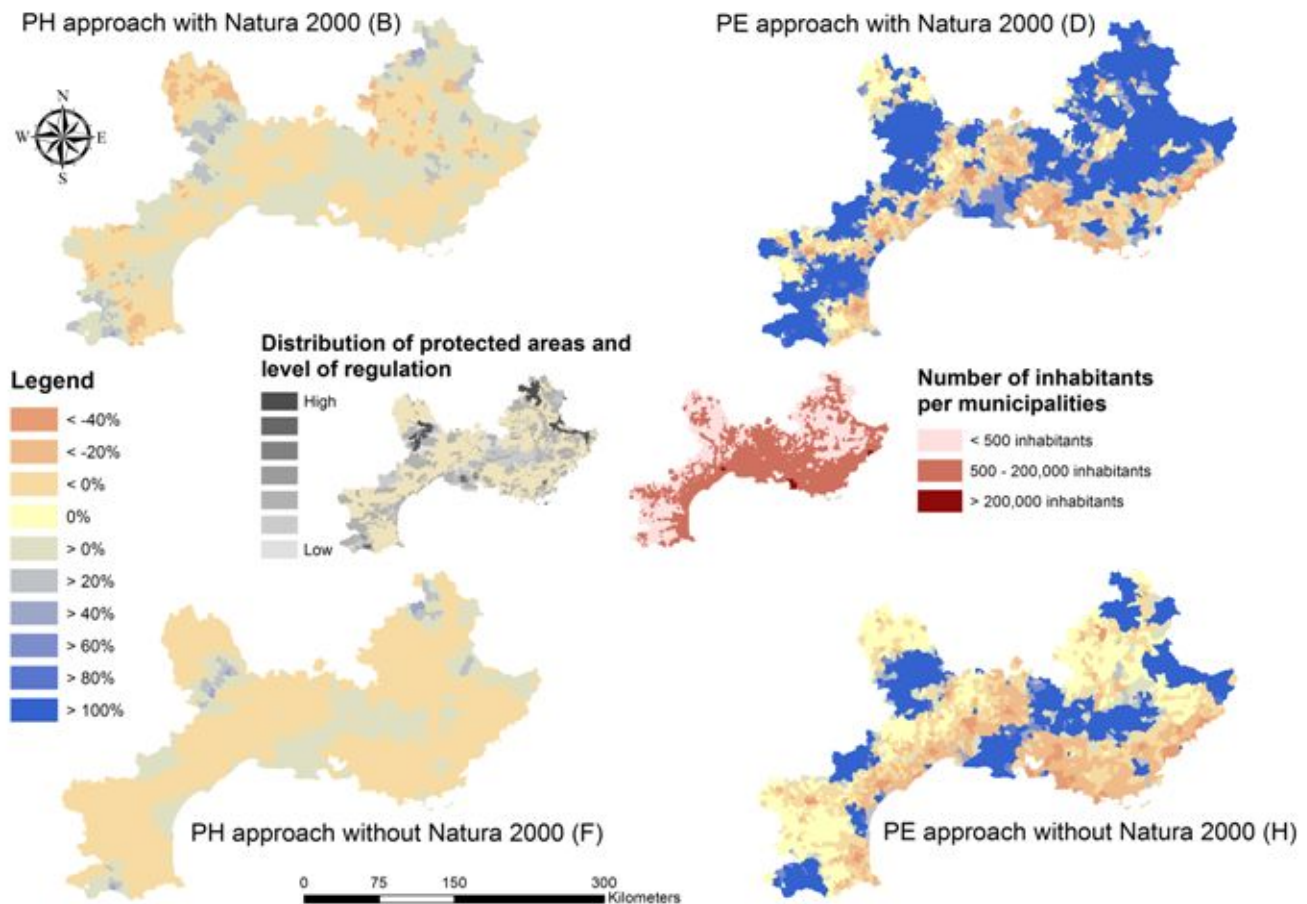 PH approach with Natura 2000 (B)
PE approach with Natura 2000 (D)
N
W
E
S
Distribution of protected areas and
level of regulation
High
Low
Number of inhabitants
per municipalities
< 500 inhabitants
500 - 200,000 inhabitants
> 200,000 inhabitants
Legend
< -40%
< -20%
< 0%
0%
> 0%
> 20%
> 40%
> 60%
> 80%
> 100%
PH approach without Natura 2000 (F)
PE approach without Natura 2000 (H)
0 75 150 300
Kilometers